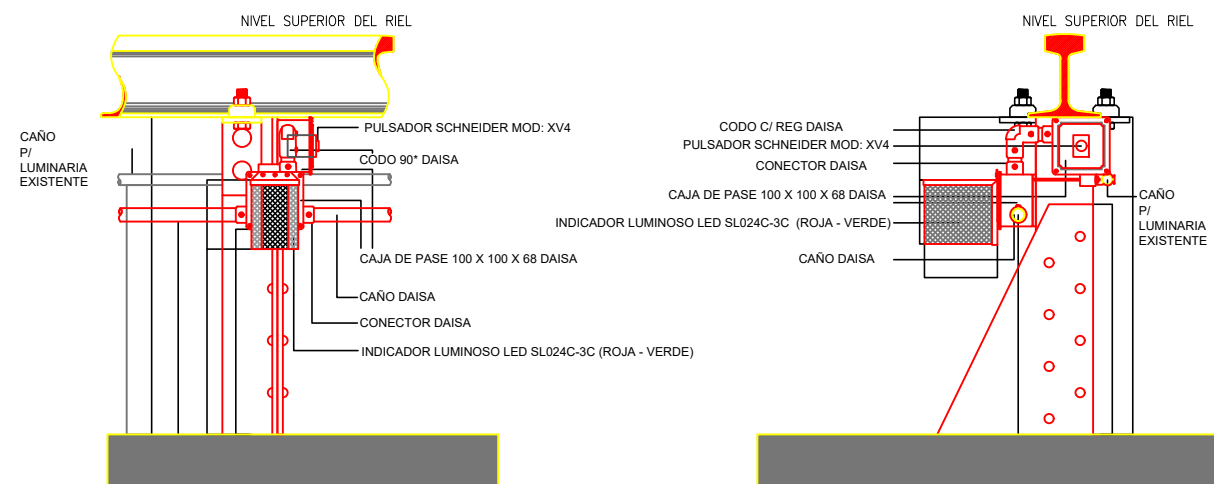 NIVEL SUPERIOR DEL RIEL
CAÑO
P/
LUMINARIA
EXISTENTE
PULSADOR SCHNEIDER MOD: XV4
CODO 90* DAISA
CAJA DE PASE 100 X 100 X 68 DAISA
CAÑO DAISA
CONECTOR DAISA
INDICADOR LUMINOSO LED SL024C-3C (ROJA - VERDE)
NIVEL SUPERIOR DEL RIEL
CODO C/ REG DAISA
PULSADOR SCHNEIDER MOD: XV4
CONECTOR DAISA
CAJA DE PASE 100 X 100 X 68 DAISA
INDICADOR LUMINOSO LED SL024C-3C (ROJA - VERDE)
CAÑO DAISA
CAÑO
P/
LUMINARIA
EXISTENTE